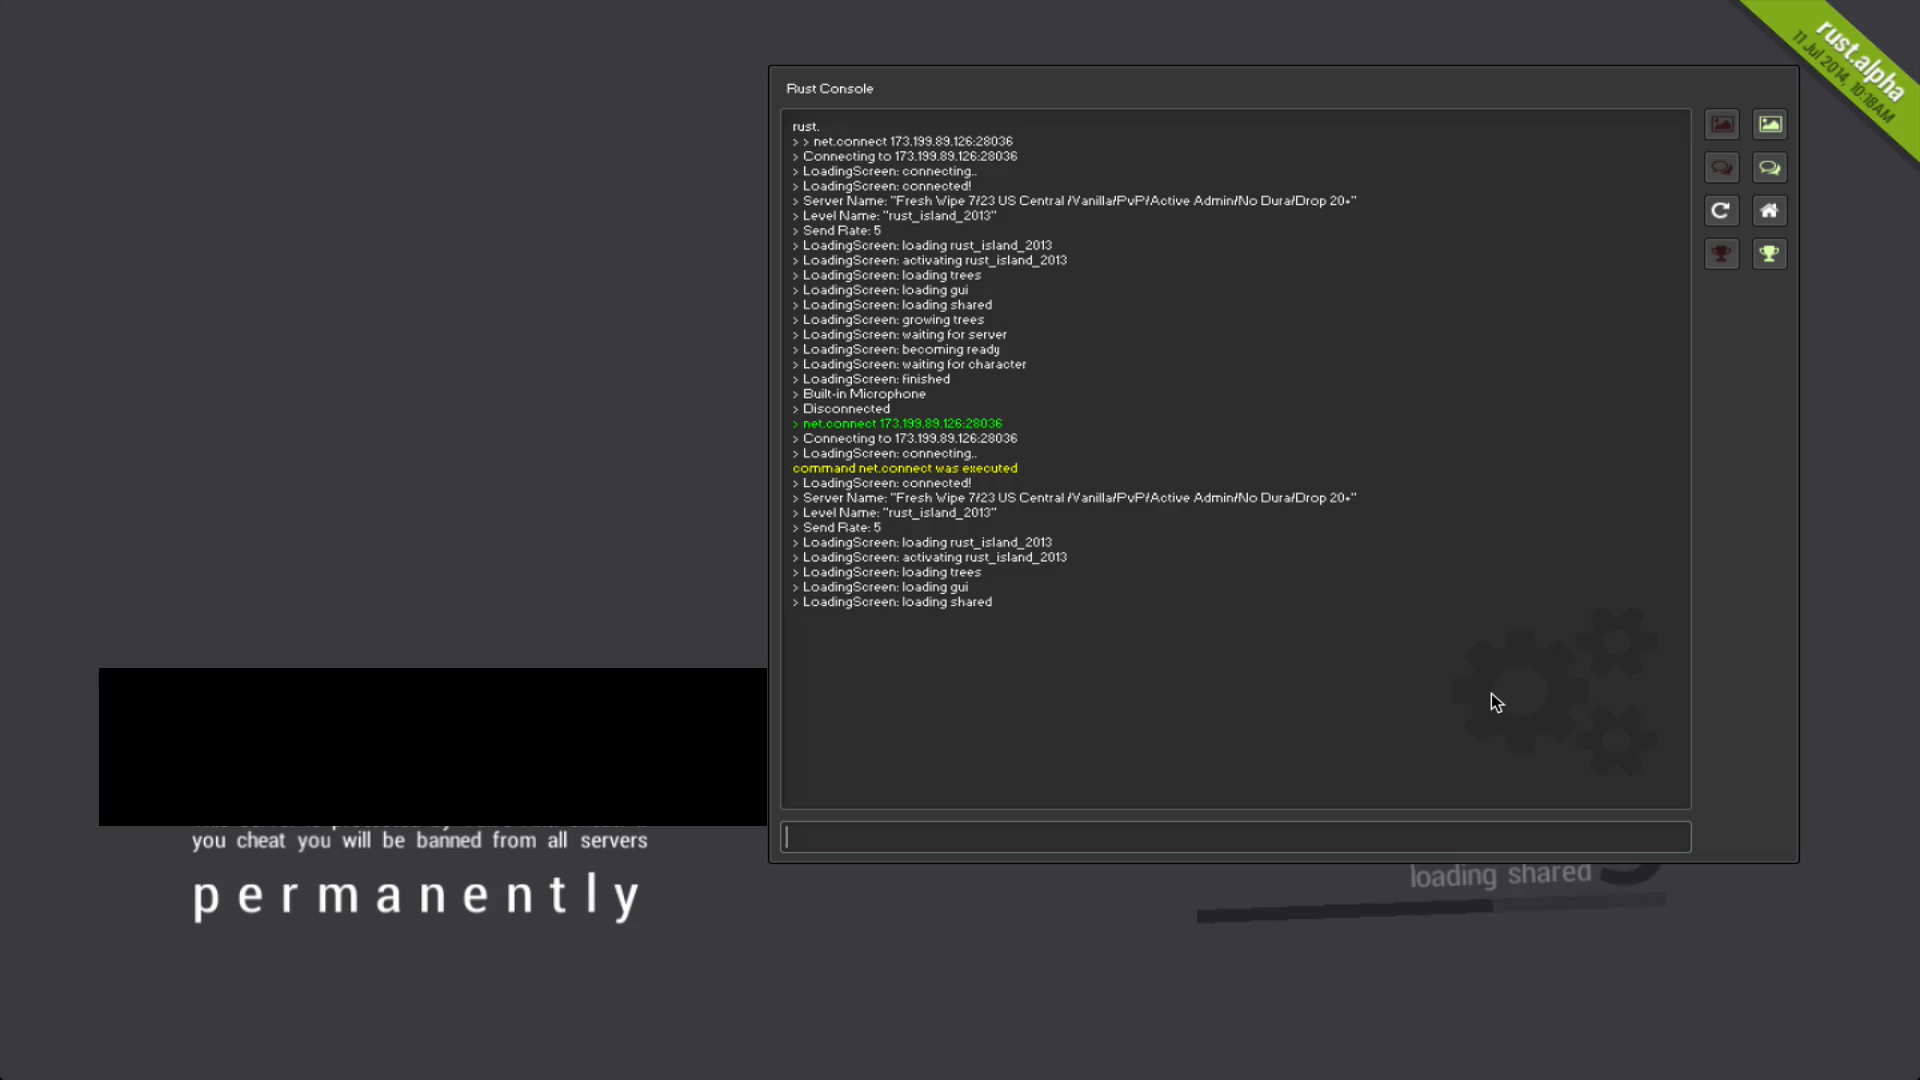 rust.alpha
11 Jul 2014, 10:18AM
Rust Console
rust.
> > net.connect 173.199.89.126:28036
> Connecting to 173.199.89.126:28036
> LoadingScreen: connecting..
> LoadingScreen: connected!
> Server Name: "Fresh Wipe 7/23 US Central /Vanilla/PvP/Active Admin/No Dura/Drop 20+"
> Level Name: "rust_island_2013"
> Send Rate: 5
> LoadingScreen: loading rust_island_2013
> LoadingScreen: activating rust_island_2013
> LoadingScreen: loading trees
> LoadingScreen: loading gui
> LoadingScreen: loading shared
> LoadingScreen: growing trees
> LoadingScreen: waiting for server
> LoadingScreen: becoming ready
> LoadingScreen: waiting for character
> LoadingScreen: finished
> Built-in Microphone
> Disconnected
> net.connect 173.199.89.126:28036
> Connecting to 173.199.89.126:28036
> LoadingScreen: connecting..
command net.connect was executed
> LoadingScreen: connected!
> Server Name: "Fresh Wipe 7/23 US Central /Vanilla/PvP/Active Admin/No Dura/Drop 20+"
> Level Name: "rust_island_2013"
> Send Rate: 5
> LoadingScreen: loading rust_island_2013
> LoadingScreen: activating rust_island_2013
> LoadingScreen: loading trees
> LoadingScreen: loading gui
> LoadingScreen: loading shared
you cheat you will be banned from all servers
permanently
loading shared